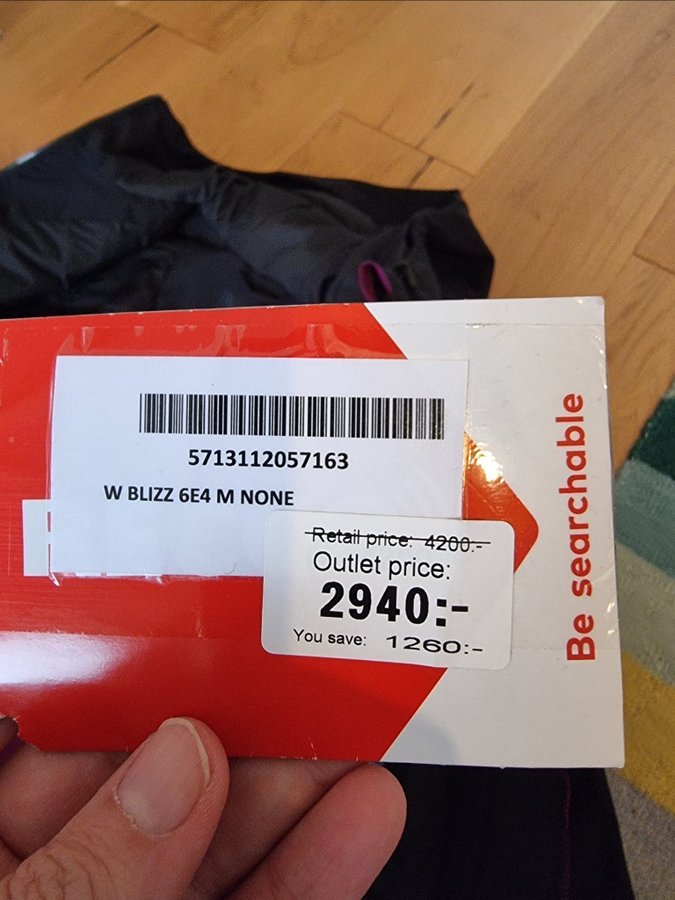 5713112057163
W BLIZZ 6E4 M NONE
Retail price: 4200:-
Outlet price:
2940:-
You save: 1260:-
Be searchable